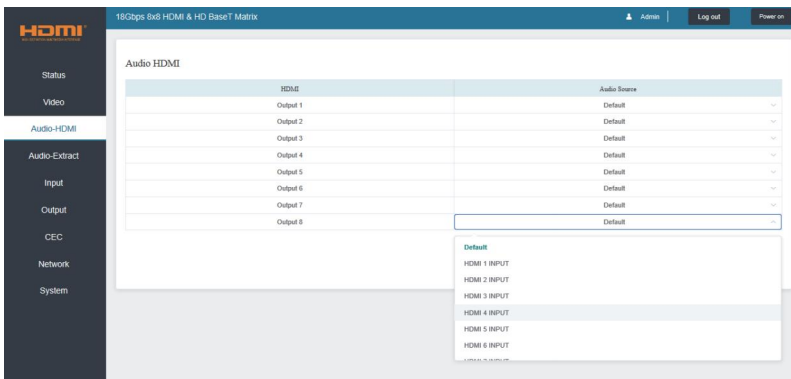 HDMI
18Gbps 8x8 HDMI & HD BaseT Matrix
Admin
Log out
Power on
Status
Video
Audio-HDMI
Audio-Extract
Input
Output
CEC
Network
System
Audio HDMI
HDMI Audio Source
Output 1 Default
Output 2 Default
Output 3 Default
Output 4 Default
Output 5 Default
Output 6 Default
Output 7 Default
Output 8 Default
Default
HDMI 1 INPUT
HDMI 2 INPUT
HDMI 3 INPUT
HDMI 4 INPUT
HDMI 5 INPUT
HDMI 6 INPUT